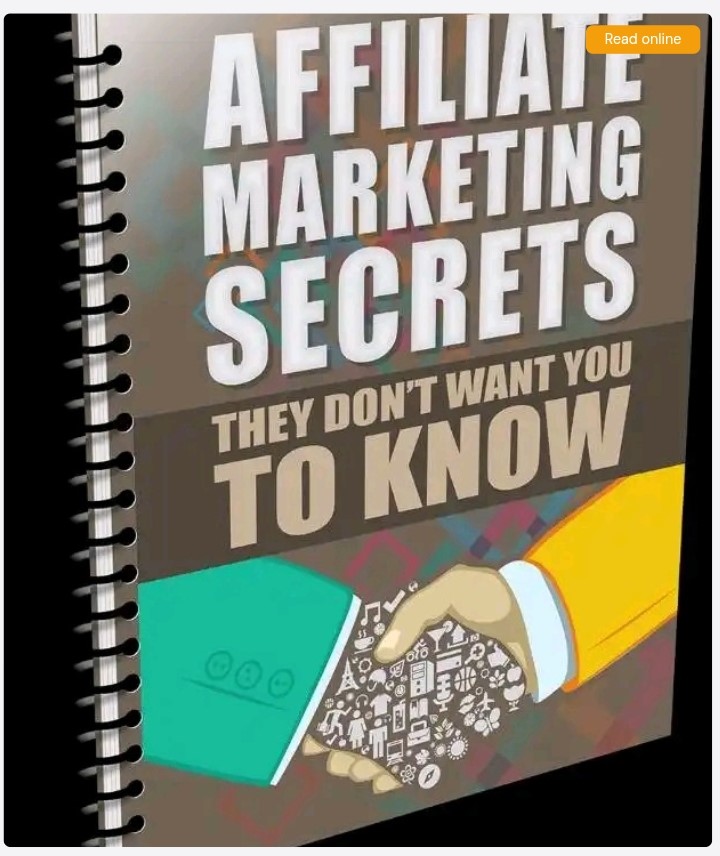 Read online
AFFILIATE
MARKETING
SECRETS
THEY DON'T WANT YOU
TO KNOW